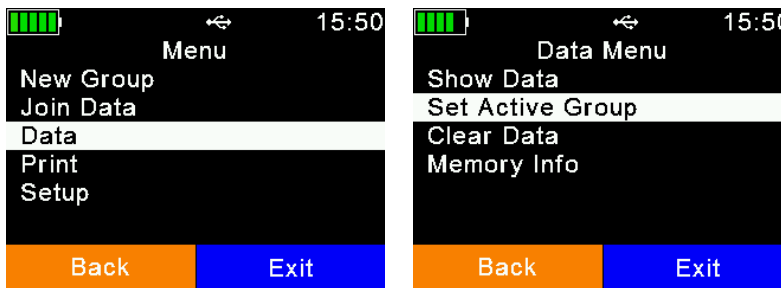 15:50
Menu
New Group
Join Data
Data
Print
Setup
Back Exit
15:50
Data Menu
Show Data
Set Active Group
Clear Data
Memory Info
Back Exit